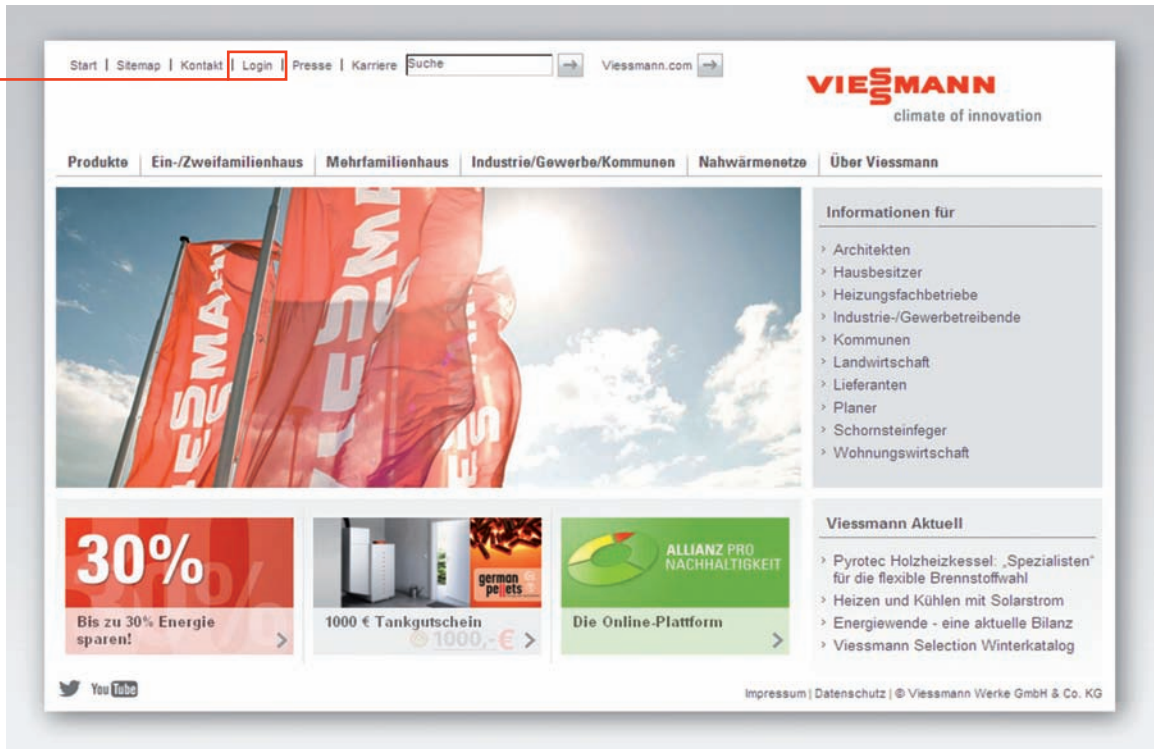 Start | Sitemap | Kontakt | Login | Presse | Karriere Suche Viessmann.com
VIESSMANN
climate of innovation
Produkte Ein-/Zweifamilienhaus Mehrfamilienhaus Industrie/Gewerbe/Kommunen Nahwärmenetze Über Viessmann
VIESMANN
VIESMANN
Informationen für
Architekten
Hausbesitzer
Heizungsfachbetriebe
Industrie-/Gewerbetreibende
Kommunen
Landwirtschaft
Lieferanten
Planer
Schornsteinfeger
Wohnungswirtschaft
30%
Bis zu 30% Energie
sparen!
german
pellets
1000 € Tankgutschein
1000,-€
ALLIANZ PRO
NACHHALTIGKEIT
Die Online-Plattform
Viessmann Aktuell
Pyrotec Holzheizkessel: „Spezialisten“
für die flexible Brennstoffwahl
Heizen und Kühlen mit Solarstrom
Energiewende - eine aktuelle Bilanz
Viessmann Selection Winterkatalog
You Tube
Impressum | Datenschutz | © Viessmann Werke GmbH & Co. KG